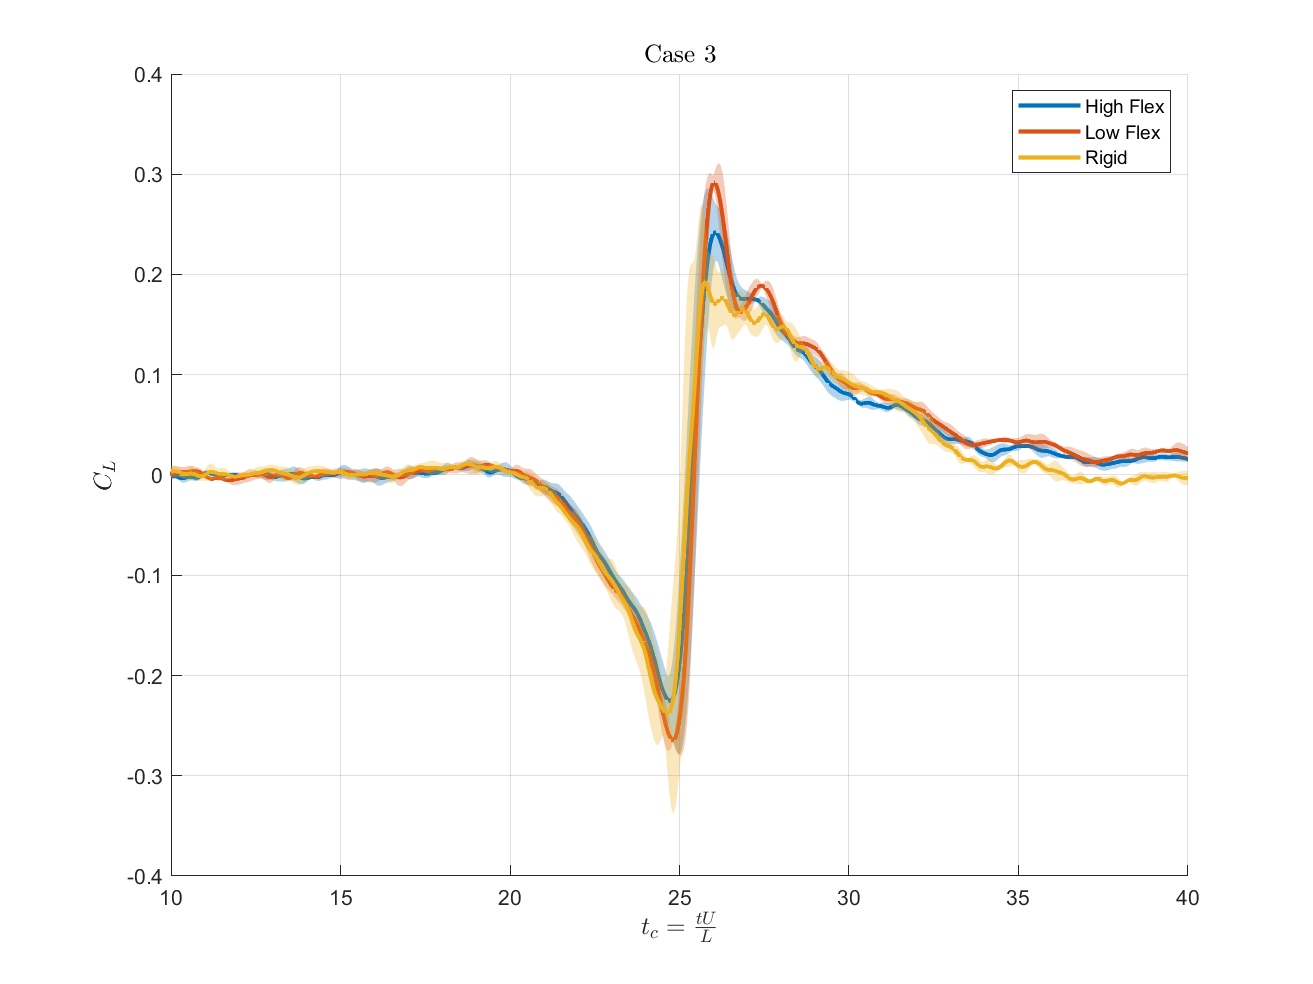 Case 3
High Flex
Low Flex
Rigid
0.4
0.3
0.2
0.1
0
-0.1
-0.2
-0.3
-0.4
C_L
10 15 20 25 30 35 40
t_c = \frac{tU}{L}